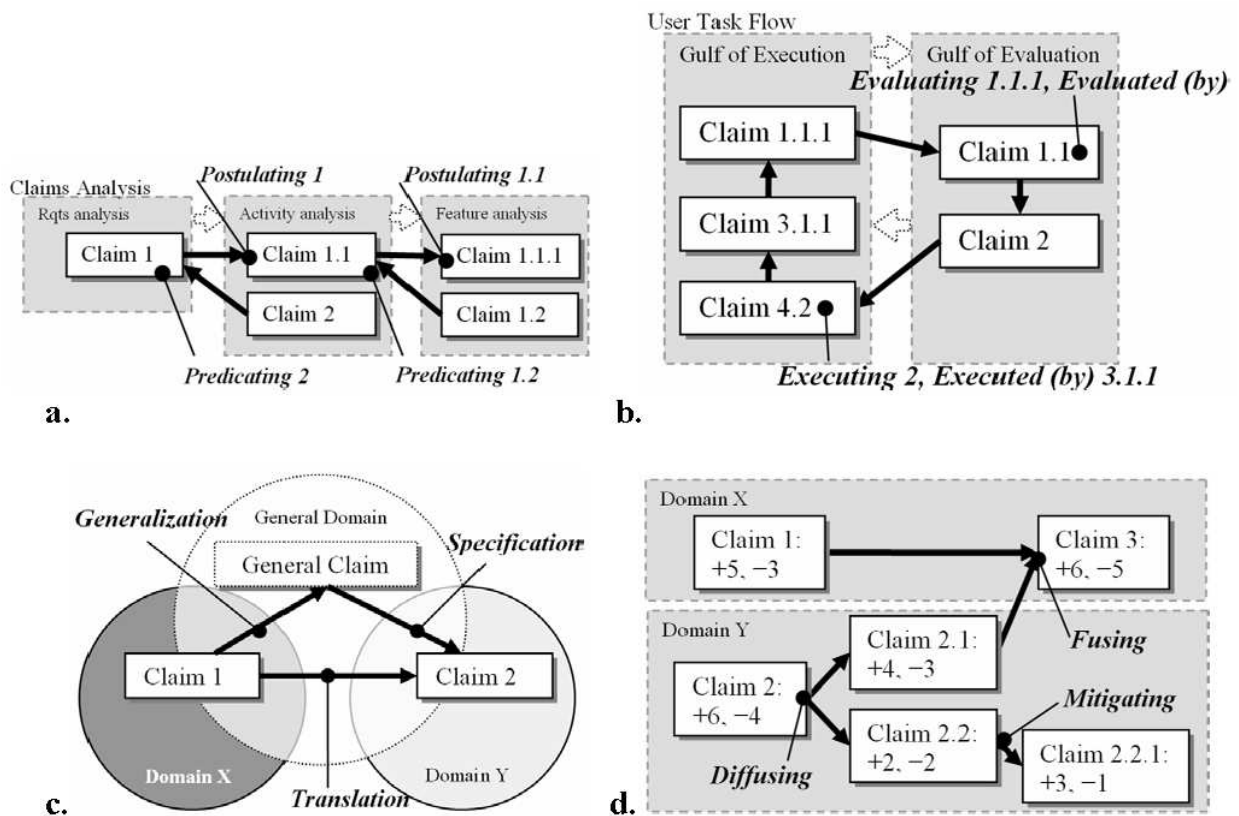 Claims Analysis
Postulating 1
Postulating 1.1
Rqts analysis
Activity analysis
Feature analysis
Claim 1
Claim 1.1
Claim 1.1.1
Claim 2
Claim 1.2
Predicating 2
Predicating 1.2
a.
User Task Flow
Gulf of Execution
Gulf of Evaluation
Evaluating 1.1.1, Evaluated (by)
Claim 1.1.1
Claim 1.1
Claim 3.1.1
Claim 2
Claim 4.2
Executing 2, Executed (by) 3.1.1
b.
Generalization
General Domain
Specification
General Claim
Claim 1
Claim 2
Domain X
Domain Y
Translation
c.
Domain X
Claim 1:
+5, −3
Claim 3:
+6, −5
Domain Y
Claim 2.1:
+4, −3
Fusing
Claim 2:
+6, −4
Mitigating
Claim 2.2:
+2, −2
Claim 2.2.1:
+3, −1
Diffusing
d.